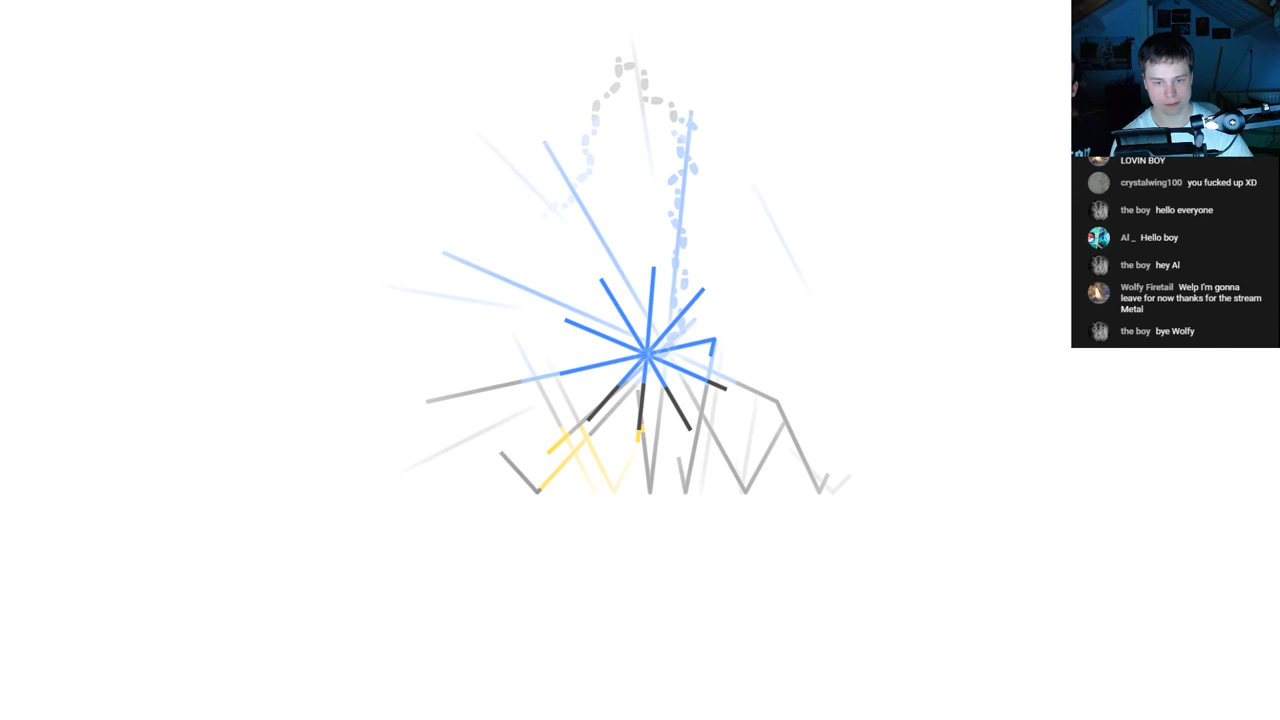 LOVIN BOY
crystalwing100 you fucked up XD
the boy hello everyone
Al _ Hello boy
the boy hey Al
Wolfy Firetail Welp I'm gonna
leave for now thanks for the stream
Metal
the boy bye Wolfy